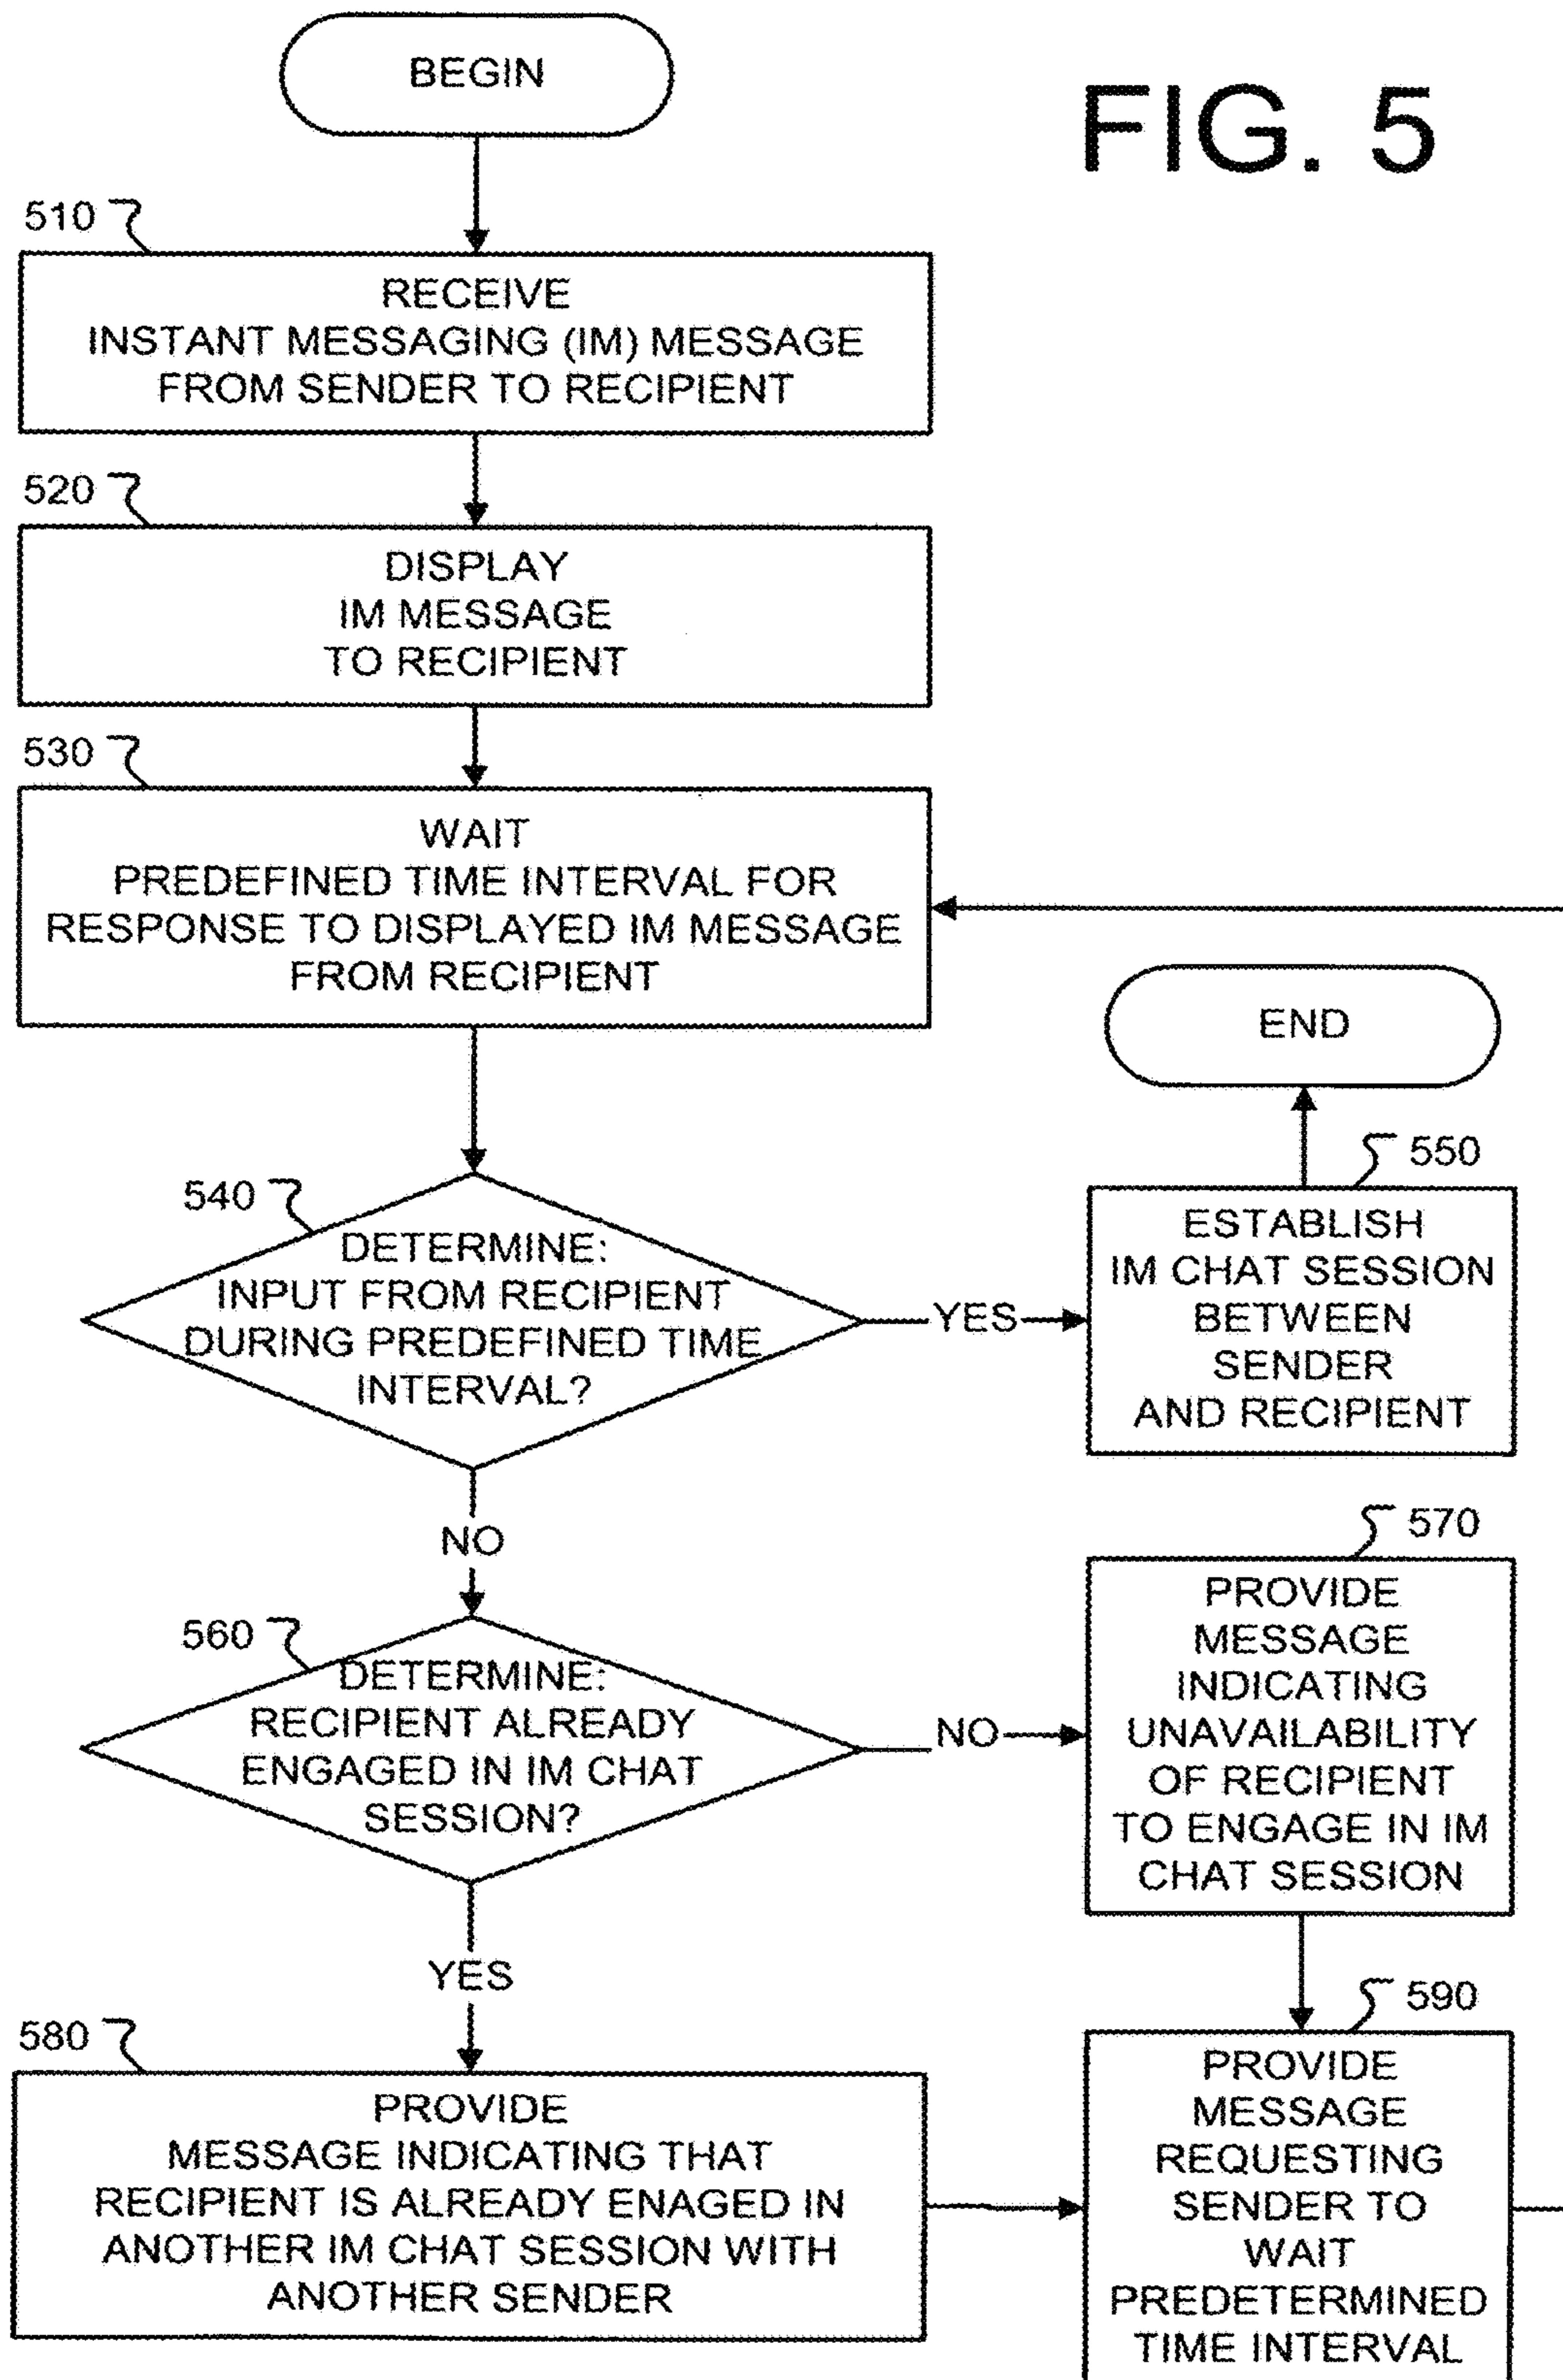 BEGIN
FIG. 5
510
RECEIVE
INSTANT MESSAGING (IM) MESSAGE
FROM SENDER TO RECIPIENT
520
DISPLAY
IM MESSAGE
TO RECIPIENT
530
WAIT
PREDEFINED TIME INTERVAL FOR
RESPONSE TO DISPLAYED IM MESSAGE
FROM RECIPIENT
END
540
DETERMINE:
INPUT FROM RECIPIENT
DURING PREDEFINED TIME
INTERVAL?
YES
550
ESTABLISH
IM CHAT SESSION
BETWEEN
SENDER
AND RECIPIENT
NO
560
DETERMINE:
RECIPIENT ALREADY
ENGAGED IN IM CHAT
SESSION?
NO
570
PROVIDE
MESSAGE
INDICATING
UNAVAILABILITY
OF RECIPIENT
TO ENGAGE IN IM
CHAT SESSION
YES
580
PROVIDE
MESSAGE INDICATING THAT
RECIPIENT IS ALREADY ENAGED IN
ANOTHER IM CHAT SESSION WITH
ANOTHER SENDER
590
PROVIDE
MESSAGE
REQUESTING
SENDER TO
WAIT
PREDETERMINED
TIME INTERVAL